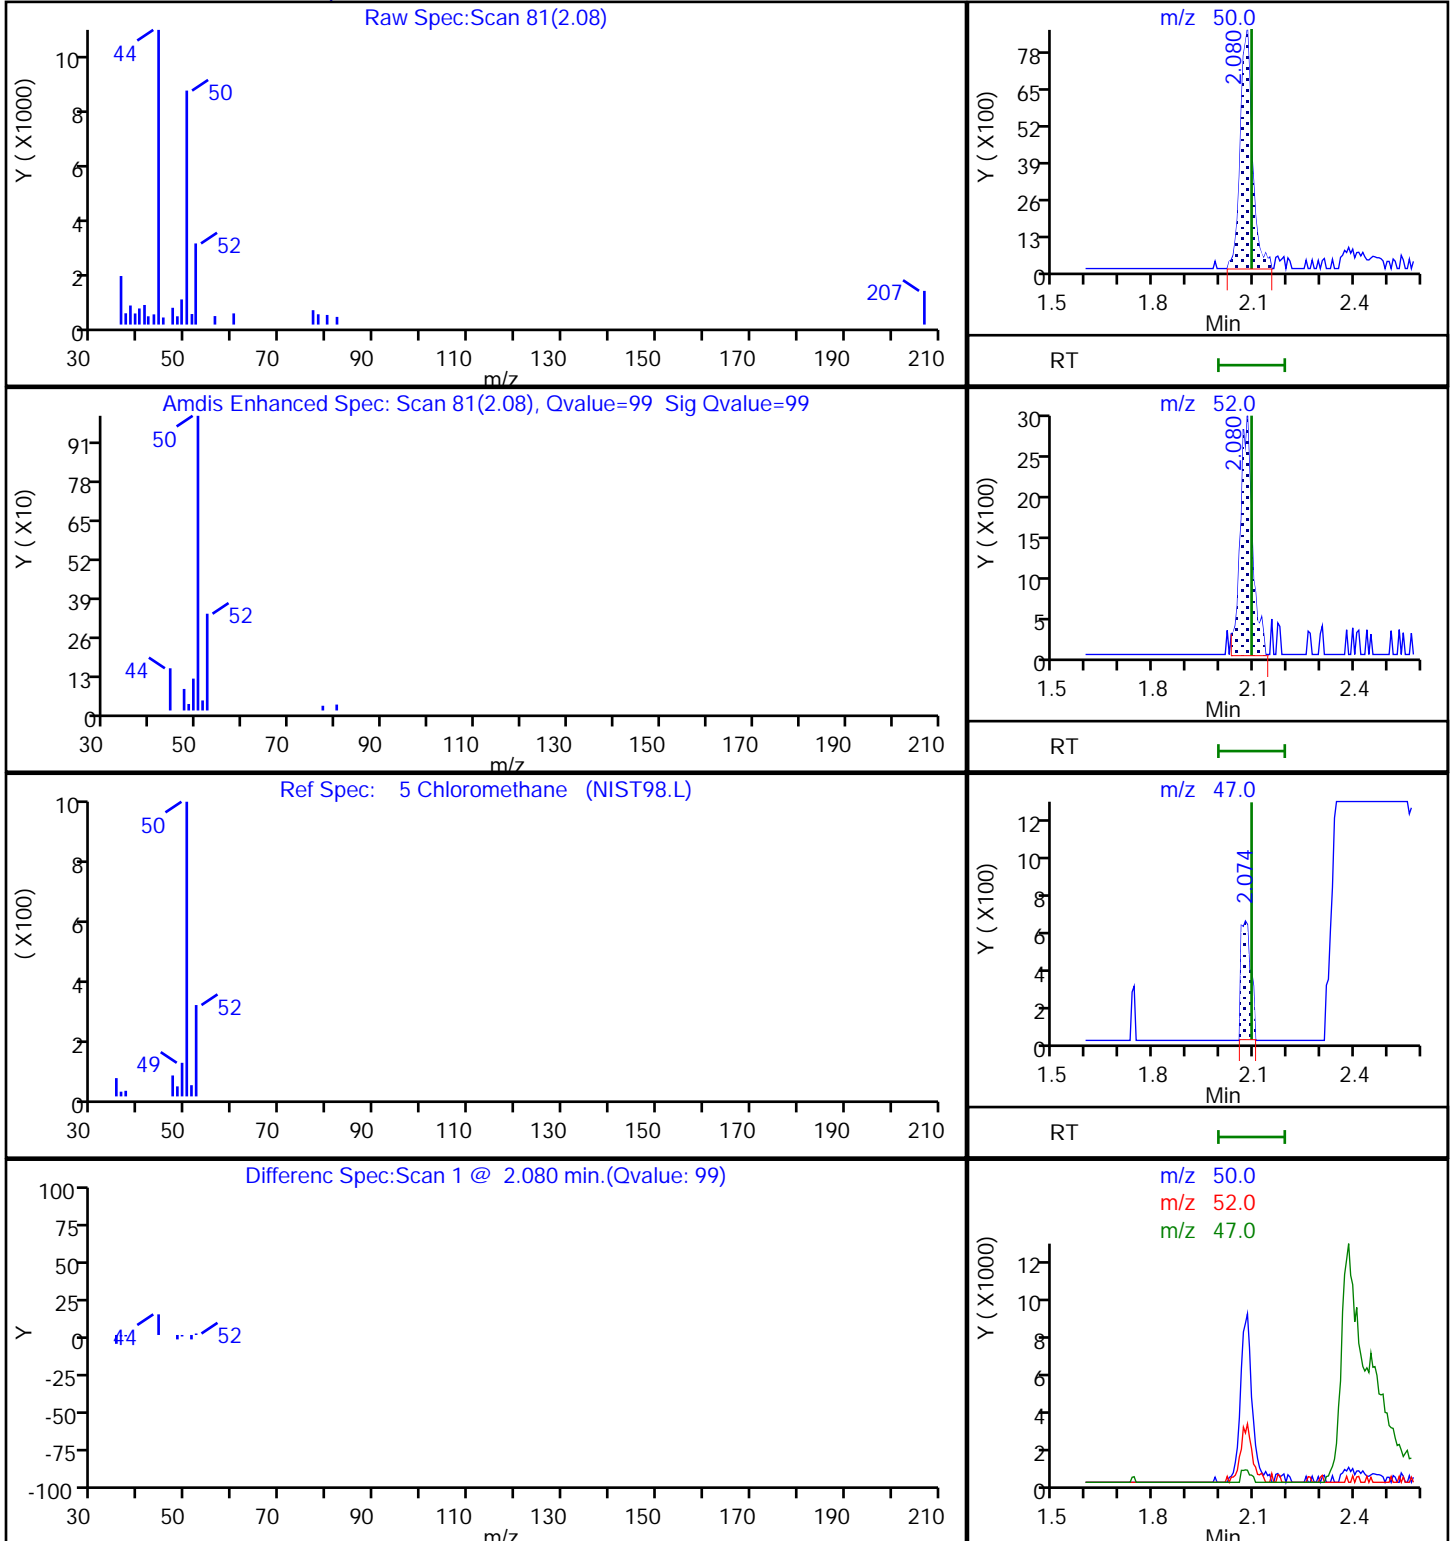 Raw Spec:Scan 81(2.08)
Y ( X1000)
10
8
6
4
2
0
44
50
52
207
30 50 70 90 110 130 150 170 190 210
m/z
m/z 50.0
Y ( X100)
78
65
52
39
26
13
0
2.080
1.5 1.8 2.1 2.4
Min
RT
Amdis Enhanced Spec: Scan 81(2.08), Qvalue=99 Sig Qvalue=99
Y ( X10)
91
78
65
52
39
26
13
0
50
52
44
30 50 70 90 110 130 150 170 190 210
m/z
m/z 52.0
Y ( X100)
30
25
20
15
10
5
0
2.080
1.5 1.8 2.1 2.4
Min
RT
Ref Spec: 5 Chloromethane (NIST98.L)
( X100)
10
8
6
4
2
0
50
52
49
30 50 70 90 110 130 150 170 190 210
m/z 47.0
Y ( X100)
12
10
8
6
4
2
0
2.074
1.5 1.8 2.1 2.4
Min
RT
Differenc Spec:Scan 1 @ 2.080 min.(Qvalue: 99)
Y
100
75
50
25
0
-25
-50
-75
-100
44
52
30 50 70 90 110 130 150 170 190 210
m/z
m/z 50.0
m/z 52.0
m/z 47.0
Y ( X1000)
12
10
8
6
4
2
0
1.5 1.8 2.1 2.4
Min